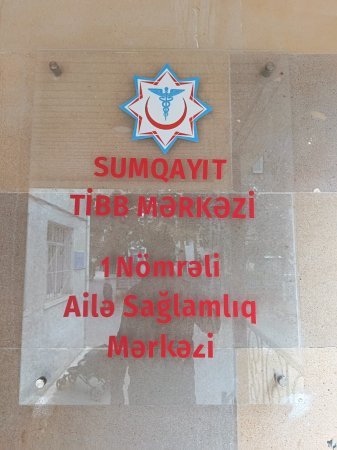 SUMQAYIT
TİBB MƏRKƏZİ
1 Nömrəli
Ailə Sağlamlıq
Mərkəzi